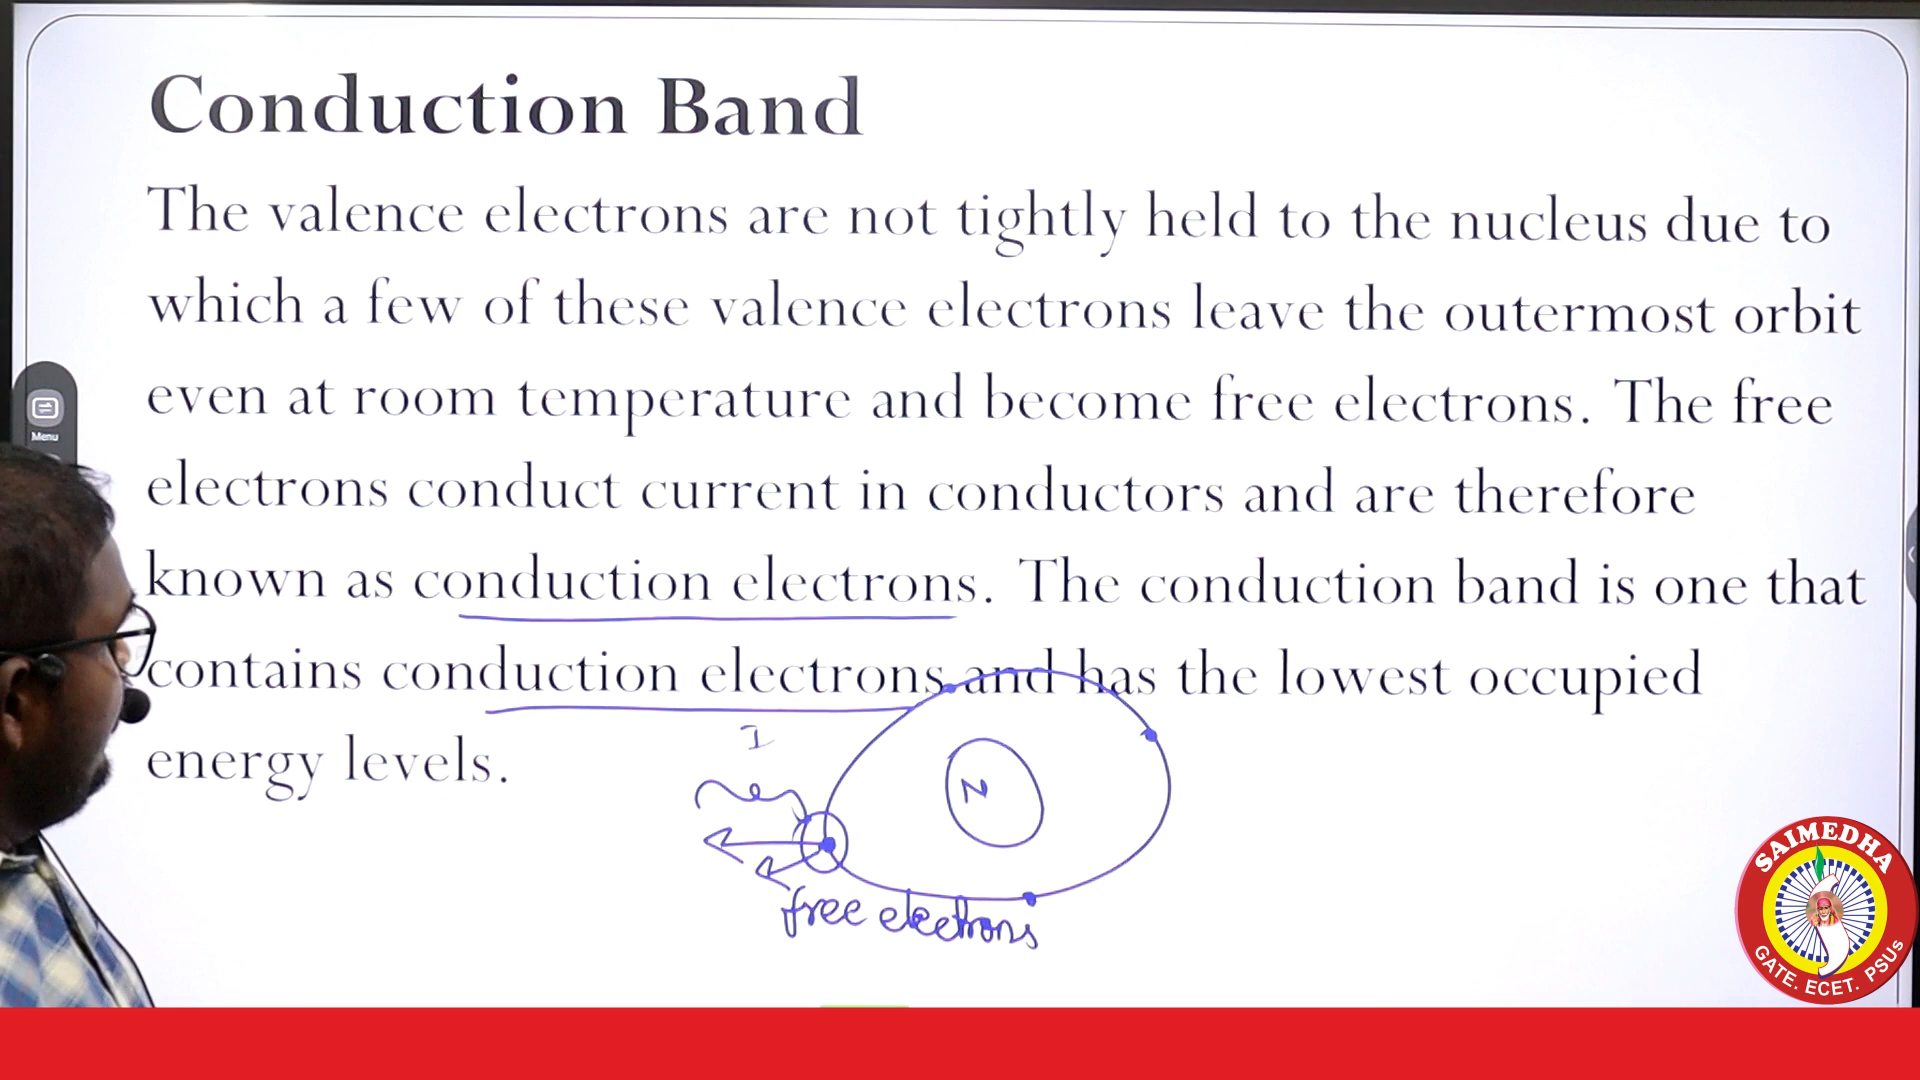 Conduction Band
The valence electrons are not tightly held to the nucleus due to
which a few of these valence electrons leave the outermost orbit
even at room temperature and become free electrons. The free
electrons conduct current in conductors and are therefore
known as conduction electrons. The conduction band is one that
contains conduction electrons and has the lowest occupied
energy levels.
Menu
I
N
free electrons
SAIMEDHA
GATE. ECET. PSUs